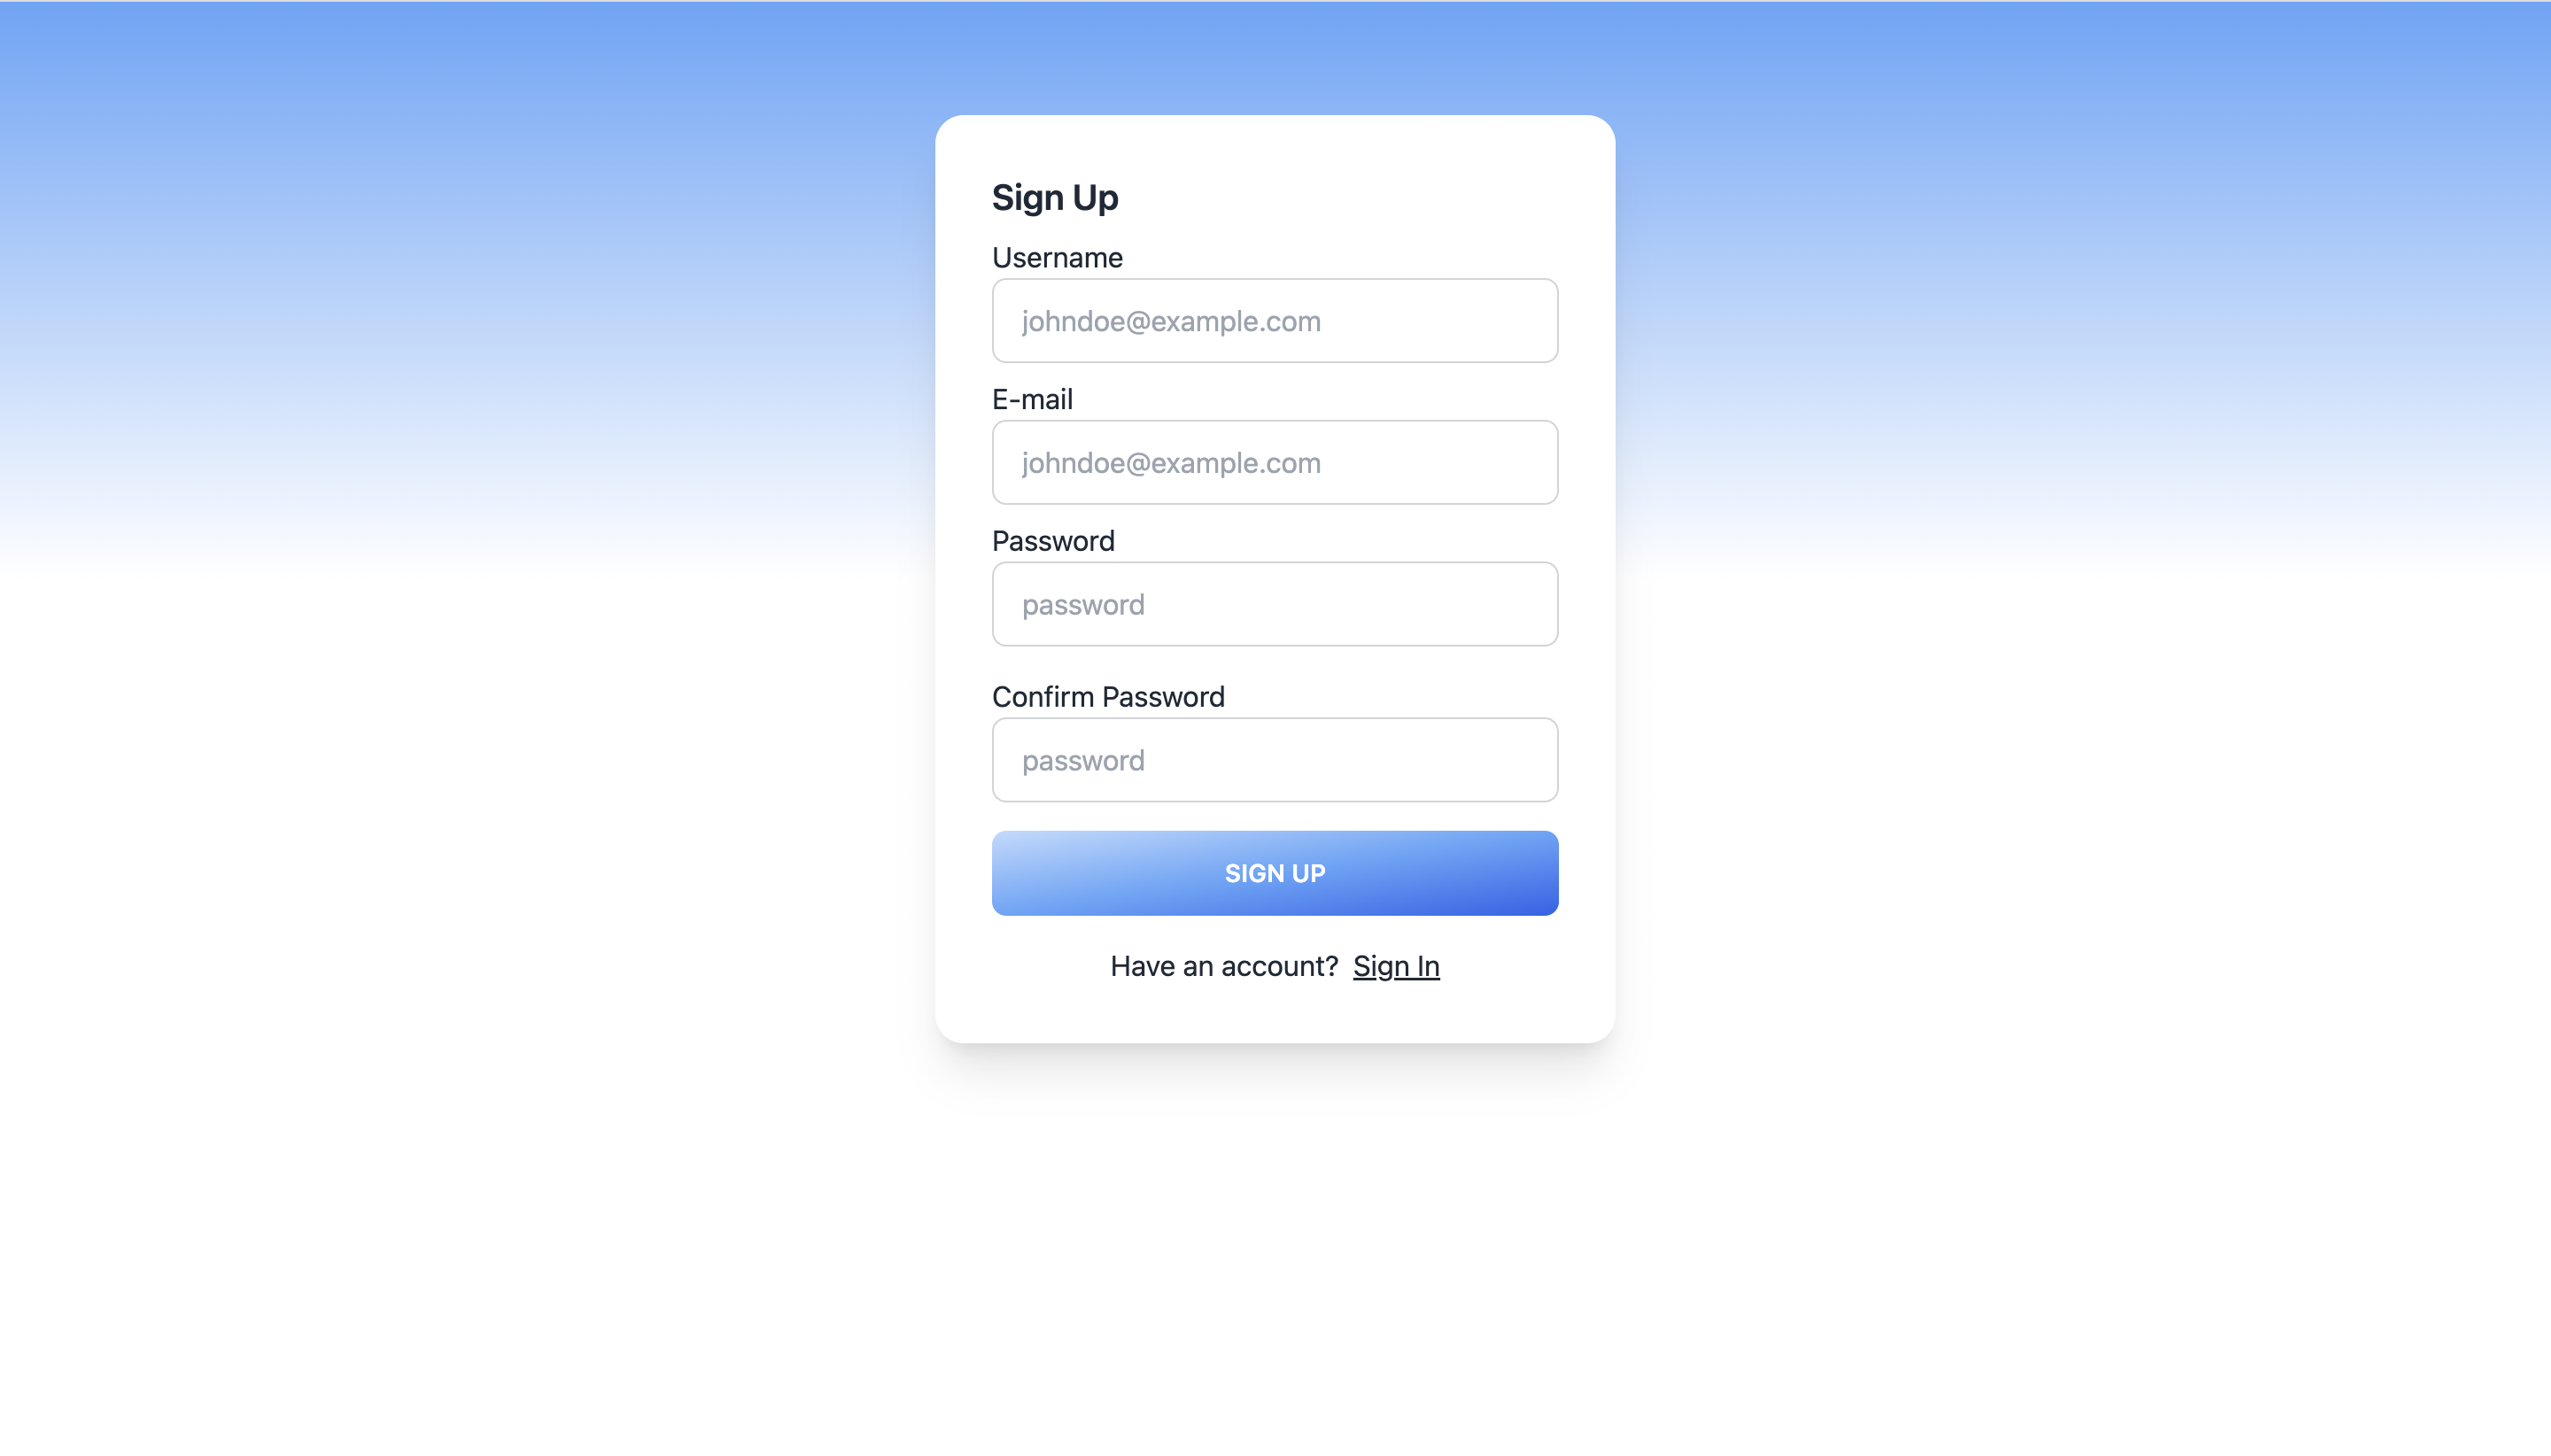 Sign Up
Username
johndoe@example.com
E-mail
johndoe@example.com
Password
password
Confirm Password
password
SIGN UP
Have an account? Sign In